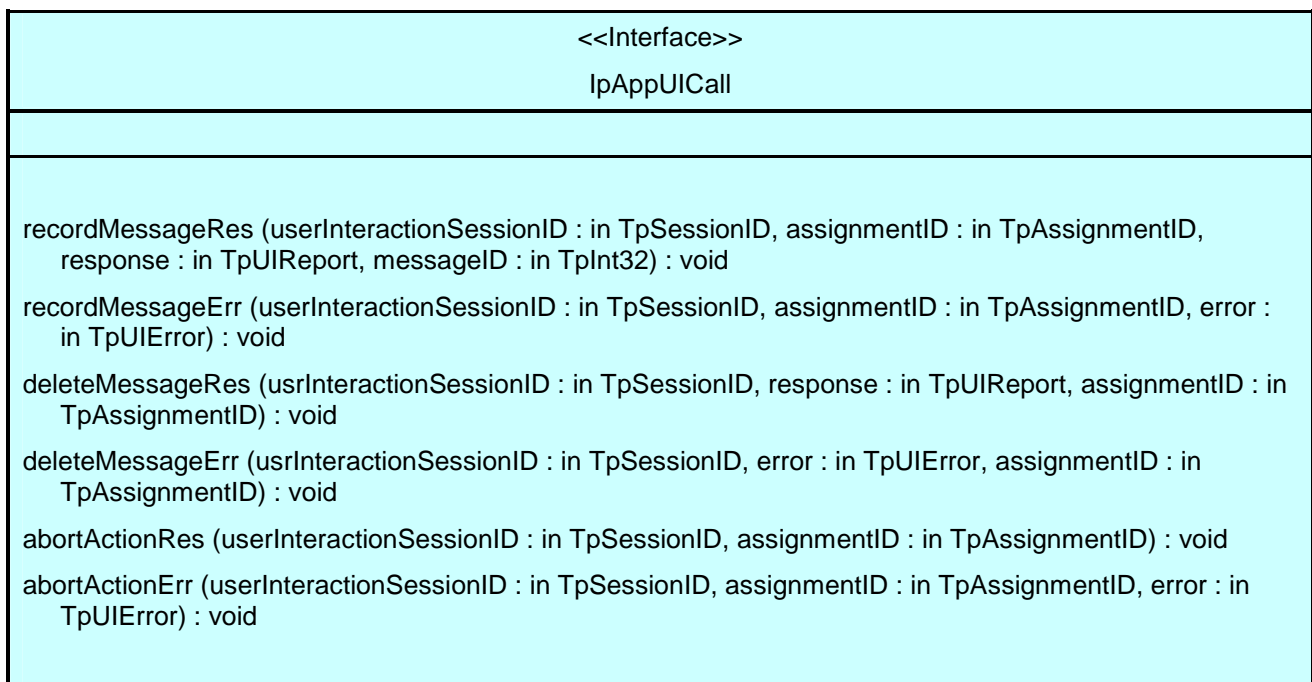 <<Interface>>
IpAppUICall
recordMessageRes (userInteractionSessionID : in TpSessionID, assignmentID : in TpAssignmentID,
response : in TpUIReport, messageID : in TpInt32) : void
recordMessageErr (userInteractionSessionID : in TpSessionID, assignmentID : in TpAssignmentID, error :
in TpUIError) : void
deleteMessageRes (usrInteractionSessionID : in TpSessionID, response : in TpUIReport, assignmentID : in
TpAssignmentID) : void
deleteMessageErr (usrInteractionSessionID : in TpSessionID, error : in TpUIError, assignmentID : in
TpAssignmentID) : void
abortActionRes (userInteractionSessionID : in TpSessionID, assignmentID : in TpAssignmentID) : void
abortActionErr (userInteractionSessionID : in TpSessionID, assignmentID : in TpAssignmentID, error : in
TpUIError) : void